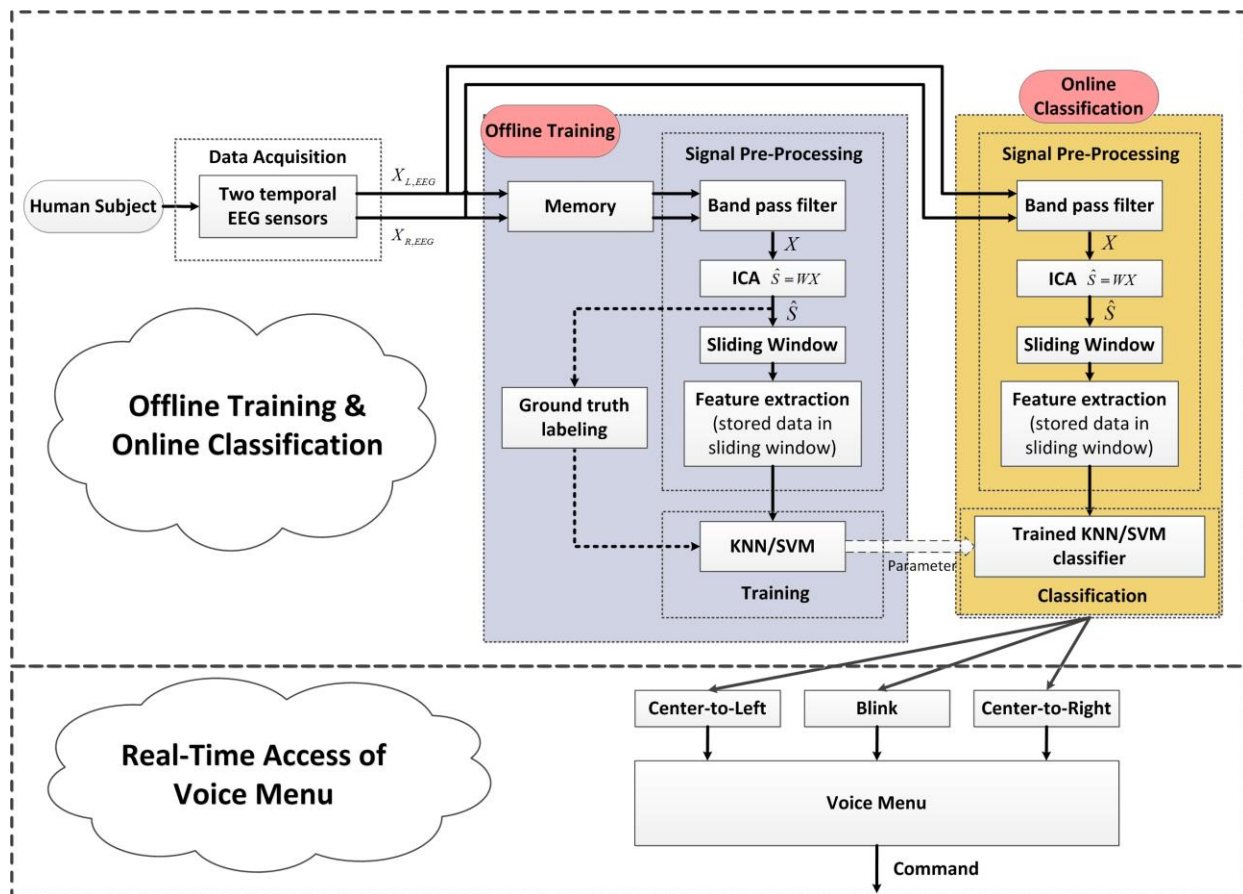 Online
Classification
Offline Training
Data Acquisition
Signal Pre-Processing
Signal Pre-Processing
Human Subject
Two temporal
EEG sensors
X_{L,EEG}
X_{R,EEG}
Memory
Band pass filter
Band pass filter
X
X
ICA Ŝ = WX
ICA Ŝ = WX
Ŝ
Ŝ
Sliding Window
Sliding Window
Offline Training &
Online Classification
Ground truth
labeling
Feature extraction
(stored data in
sliding window)
Feature extraction
(stored data in
sliding window)
KNN/SVM
Parameter
Trained KNN/SVM
classifier
Training
Classification
Real-Time Access of
Voice Menu
Center-to-Left
Blink
Center-to-Right
Voice Menu
Command